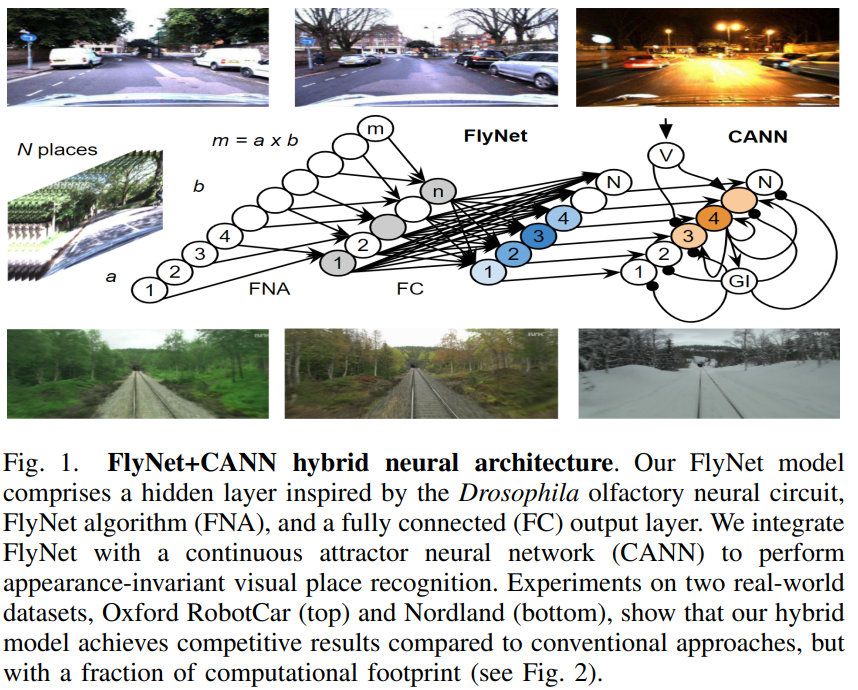 N places
m = a x b
FlyNet
CANN
m
b
n
4
3
2
1
a
2
1
FNA
FC
N
4
3
2
1
V
N
4
3
2
1
GI
Fig. 1. FlyNet+CANN hybrid neural architecture. Our FlyNet model
comprises a hidden layer inspired by the Drosophila olfactory neural circuit,
FlyNet algorithm (FNA), and a fully connected (FC) output layer. We integrate
FlyNet with a continuous attractor neural network (CANN) to perform
appearance-invariant visual place recognition. Experiments on two real-world
datasets, Oxford RobotCar (top) and Nordland (bottom), show that our hybrid
model achieves competitive results compared to conventional approaches, but
with a fraction of computational footprint (see Fig. 2).